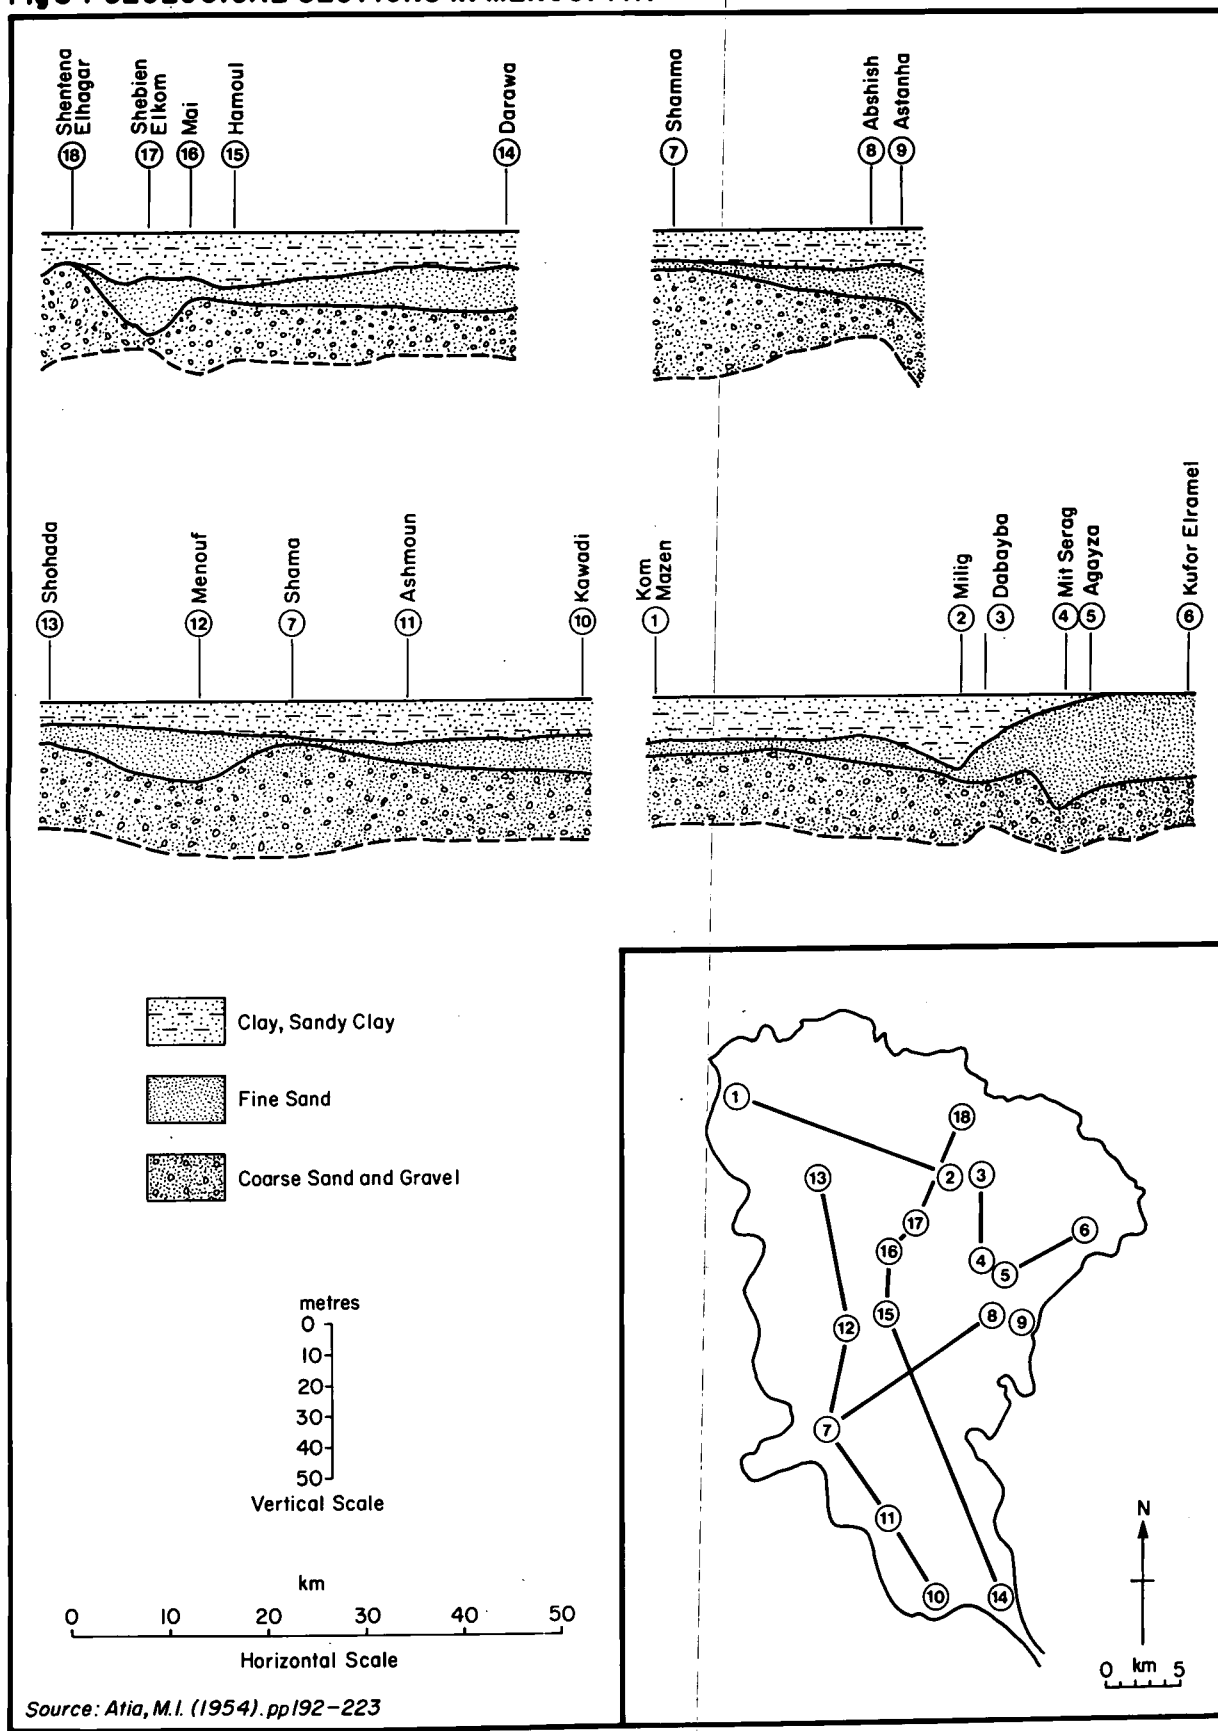 Shentena
Elhagar
Shebien
Elkom
Mai
Hamoul
Darawa
18
17
16
15
14
Shamma
Abshish
Astanha
7
8
9
Shohada
Menouf
Shama
Ashmoun
Kawadi
13
12
7
11
10
Kom
Mazen
Milig
Dabayba
Mit Serag
Agayza
Kufor Elramel
1
2
3
4
5
6
Clay, Sandy Clay
Fine Sand
Coarse Sand and Gravel
metres
0
10
20
30
40
50
Vertical Scale
km
0 10 20 30 40 50
Horizontal Scale
Source: Atia, M.I. (1954). pp192-223
1
18
13
2
3
17
6
16
4
5
15
8
9
12
7
11
10
14
N
0 km 5